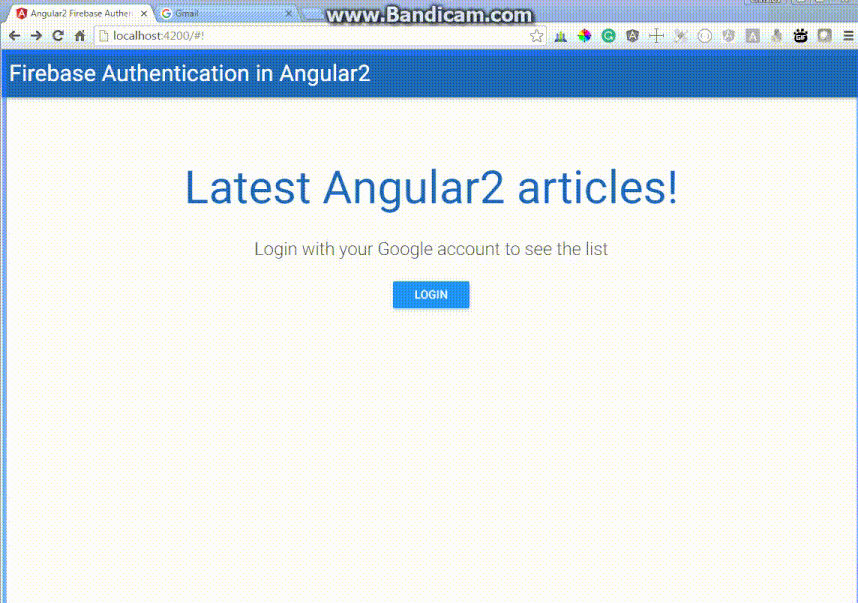 www.Bandicam.com
Angular2 Firebase Authen
Gmail
localhost:4200/#!
GIF
Firebase Authentication in Angular2
Latest Angular2 articles!
Login with your Google account to see the list
LOGIN